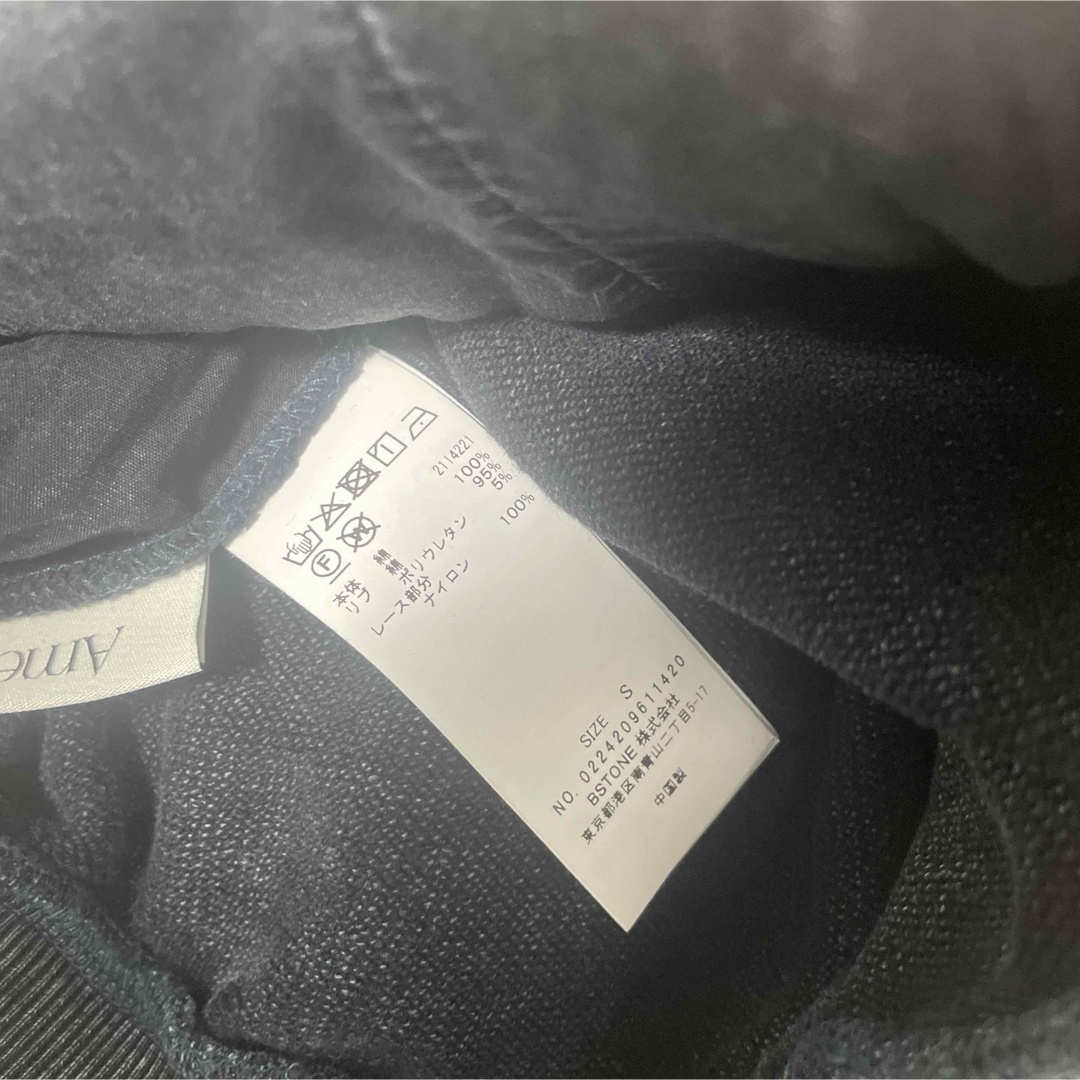 2114221
本体 綿 100%
リブ 綿 95%
ポリウレタン 5%
レース部分
ナイロン 100%
SIZE S
NO. 0224209611420
BSTONE 株式会社
東京都港区南青山二丁目5-17
中国製
Ame